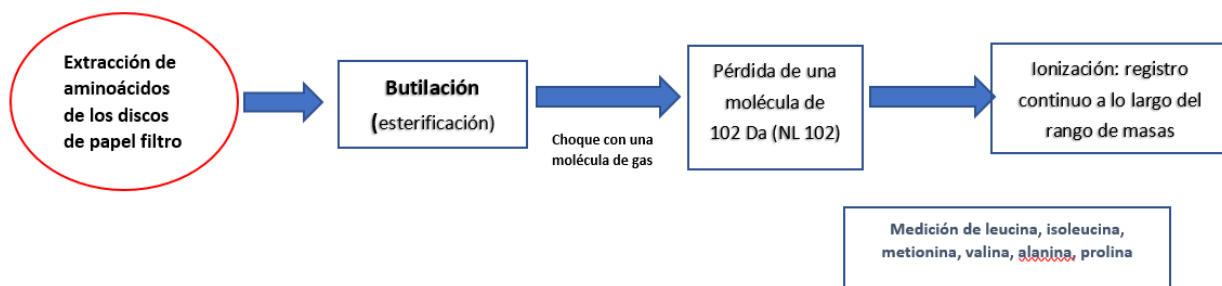 Extracción de
aminoácidos
de los discos
de papel filtro
Butilación
(esterificación)
Choque con una
molécula de gas
Pérdida de una
molécula de
102 Da (NL 102)
Ionización: registro
continuo a lo largo del
rango de masas
Medición de leucina, isoleucina,
metionina, valina, alanina, prolina